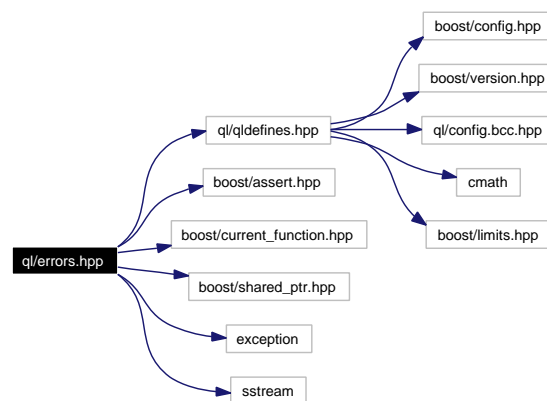 ql/errors.hpp
ql/qldefines.hpp
boost/assert.hpp
boost/current_function.hpp
boost/shared_ptr.hpp
exception
sstream
boost/config.hpp
boost/version.hpp
ql/config.bcc.hpp
cmath
boost/limits.hpp